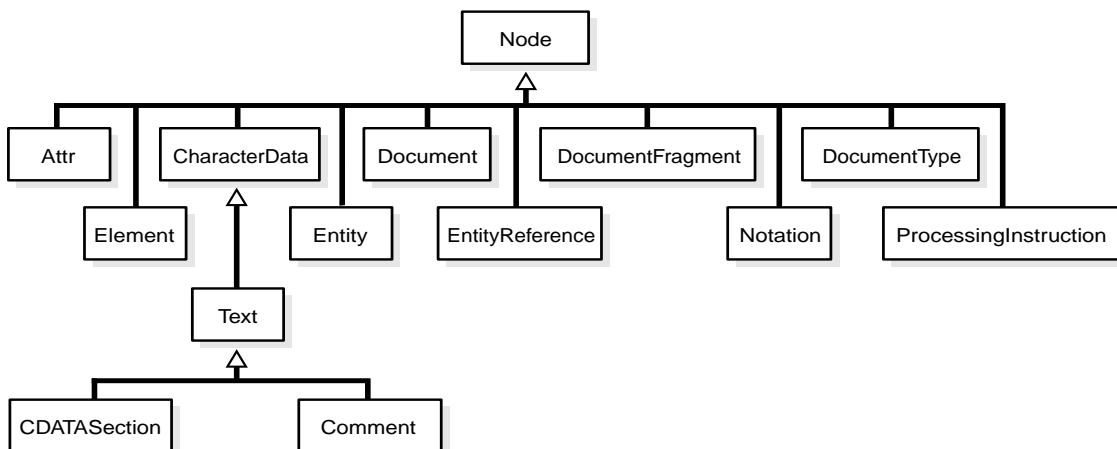 Node
Attr
CharacterData
Document
DocumentFragment
DocumentType
Element
Entity
EntityReference
Notation
ProcessingInstruction
Text
CDATASection
Comment